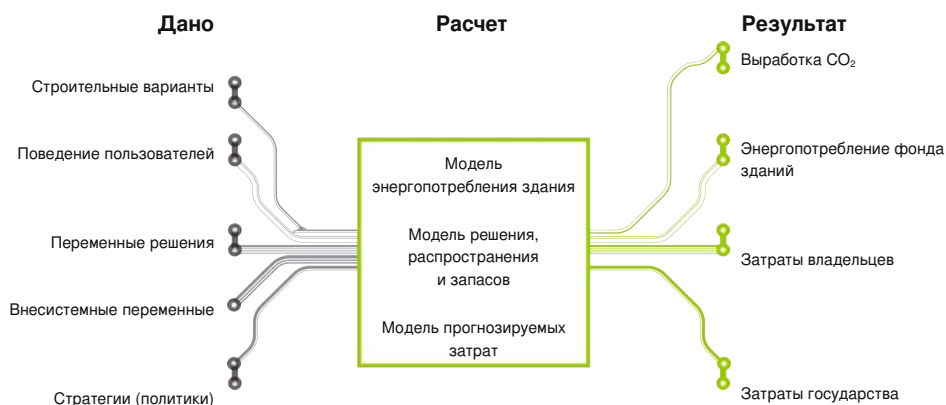 Дано
Расчет
Результат
Строительные варианты
Поведение пользователей
Переменные решения
Внесистемные переменные
Стратегии (политики)
Модель
энергопотребления здания
Модель решения,
распространения
и запасов
Модель прогнозируемых
затрат
Выработка CO₂
Энергопотребление фонда
зданий
Затраты владельцев
Затраты государства